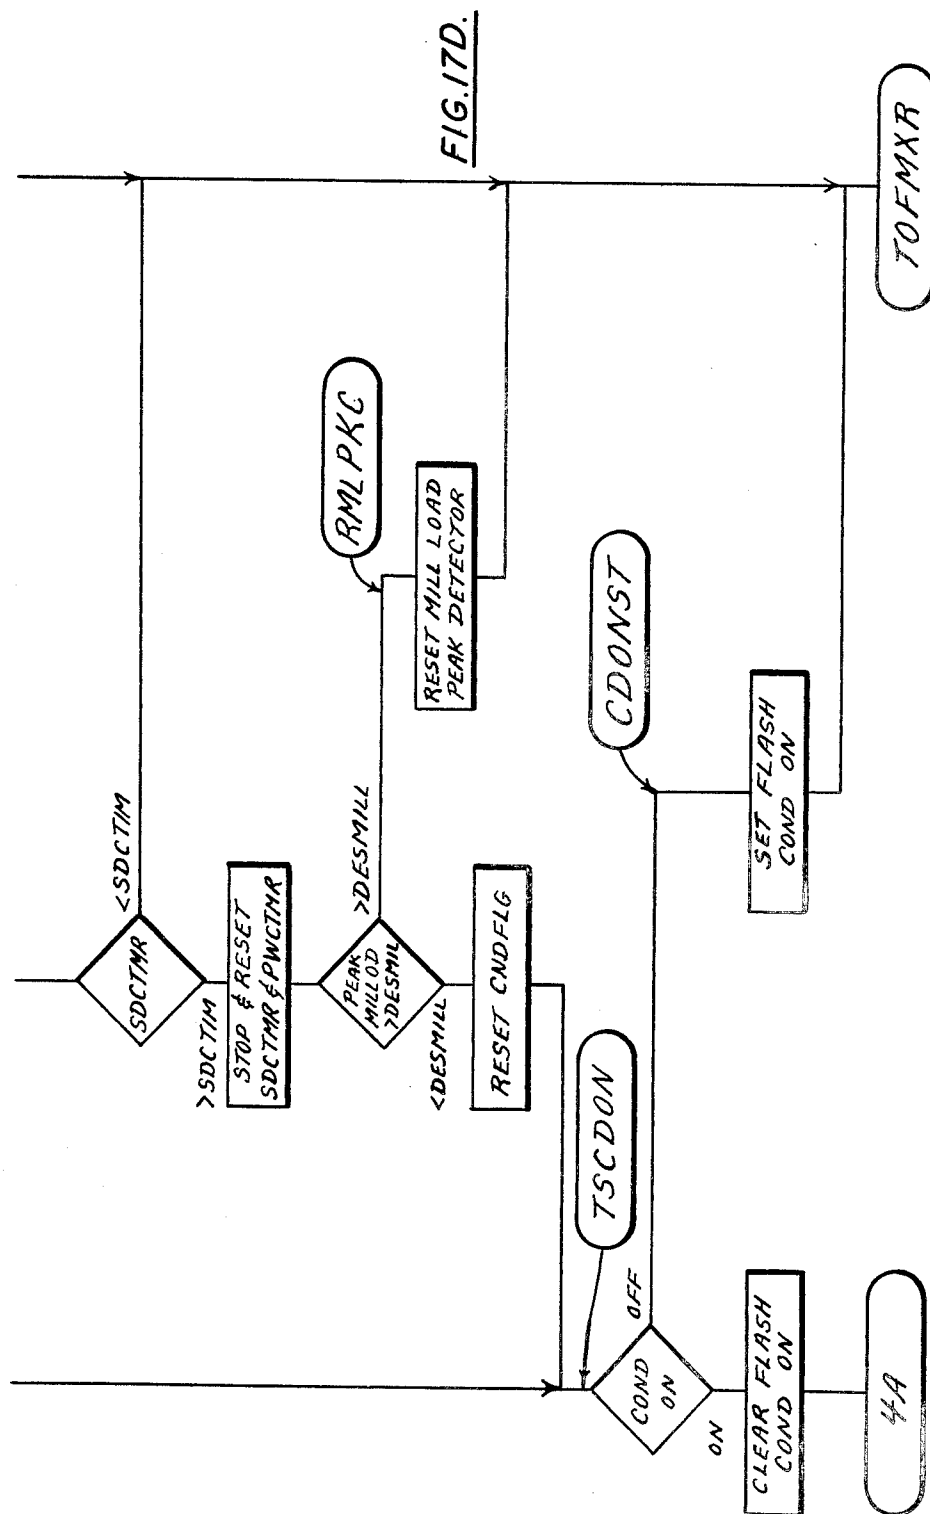 SDCTMR
<SDCTIM
>SDCTIM
STOP & RESET
SDCTMR & PWCTMR
PEAK
MILLOD
>DESMIL
>DESMILL
<DESMILL
RMLPKC
RESET MILL LOAD
PEAK DETECTOR
RESET CNDFLG
FIG.17D.
TSCDON
COND
ON
OFF
ON
CDONST
SET FLASH
COND ON
CLEAR FLASH
COND ON
4A
TOFMXR